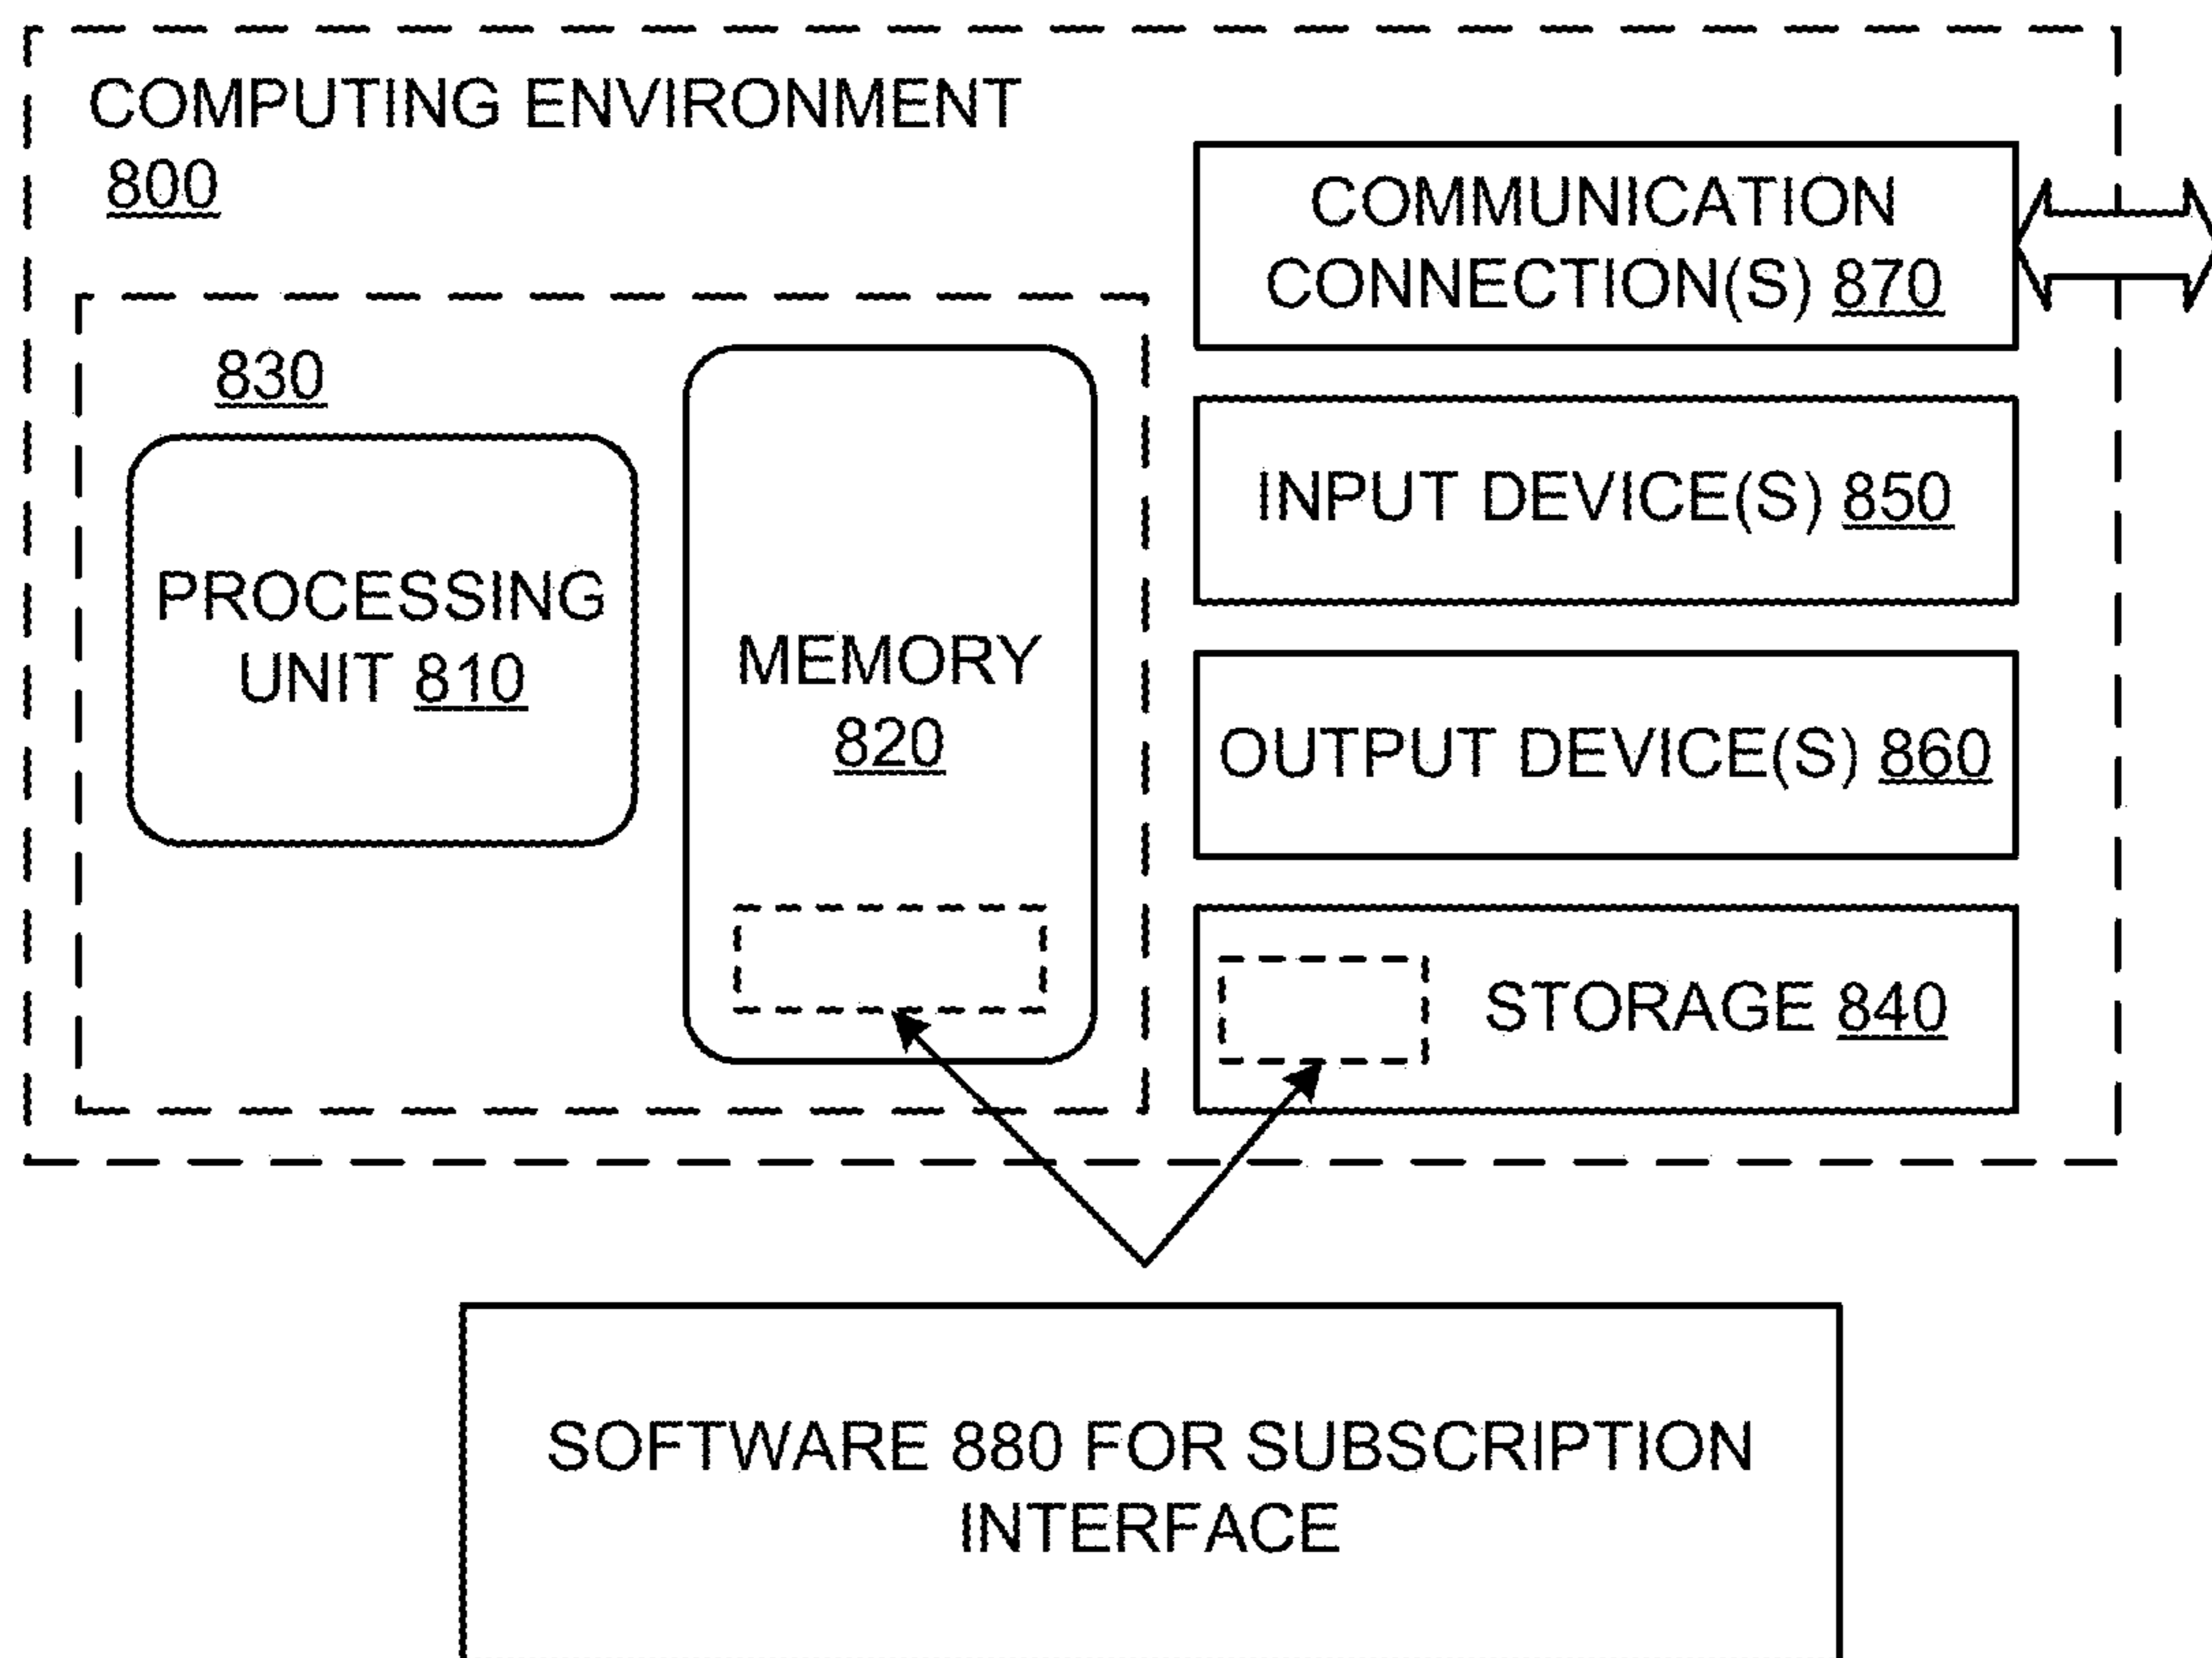 COMPUTING ENVIRONMENT
800
COMMUNICATION
CONNECTION(S) 870
830
PROCESSING
UNIT 810
MEMORY
820
INPUT DEVICE(S) 850
OUTPUT DEVICE(S) 860
STORAGE 840
SOFTWARE 880 FOR SUBSCRIPTION
INTERFACE